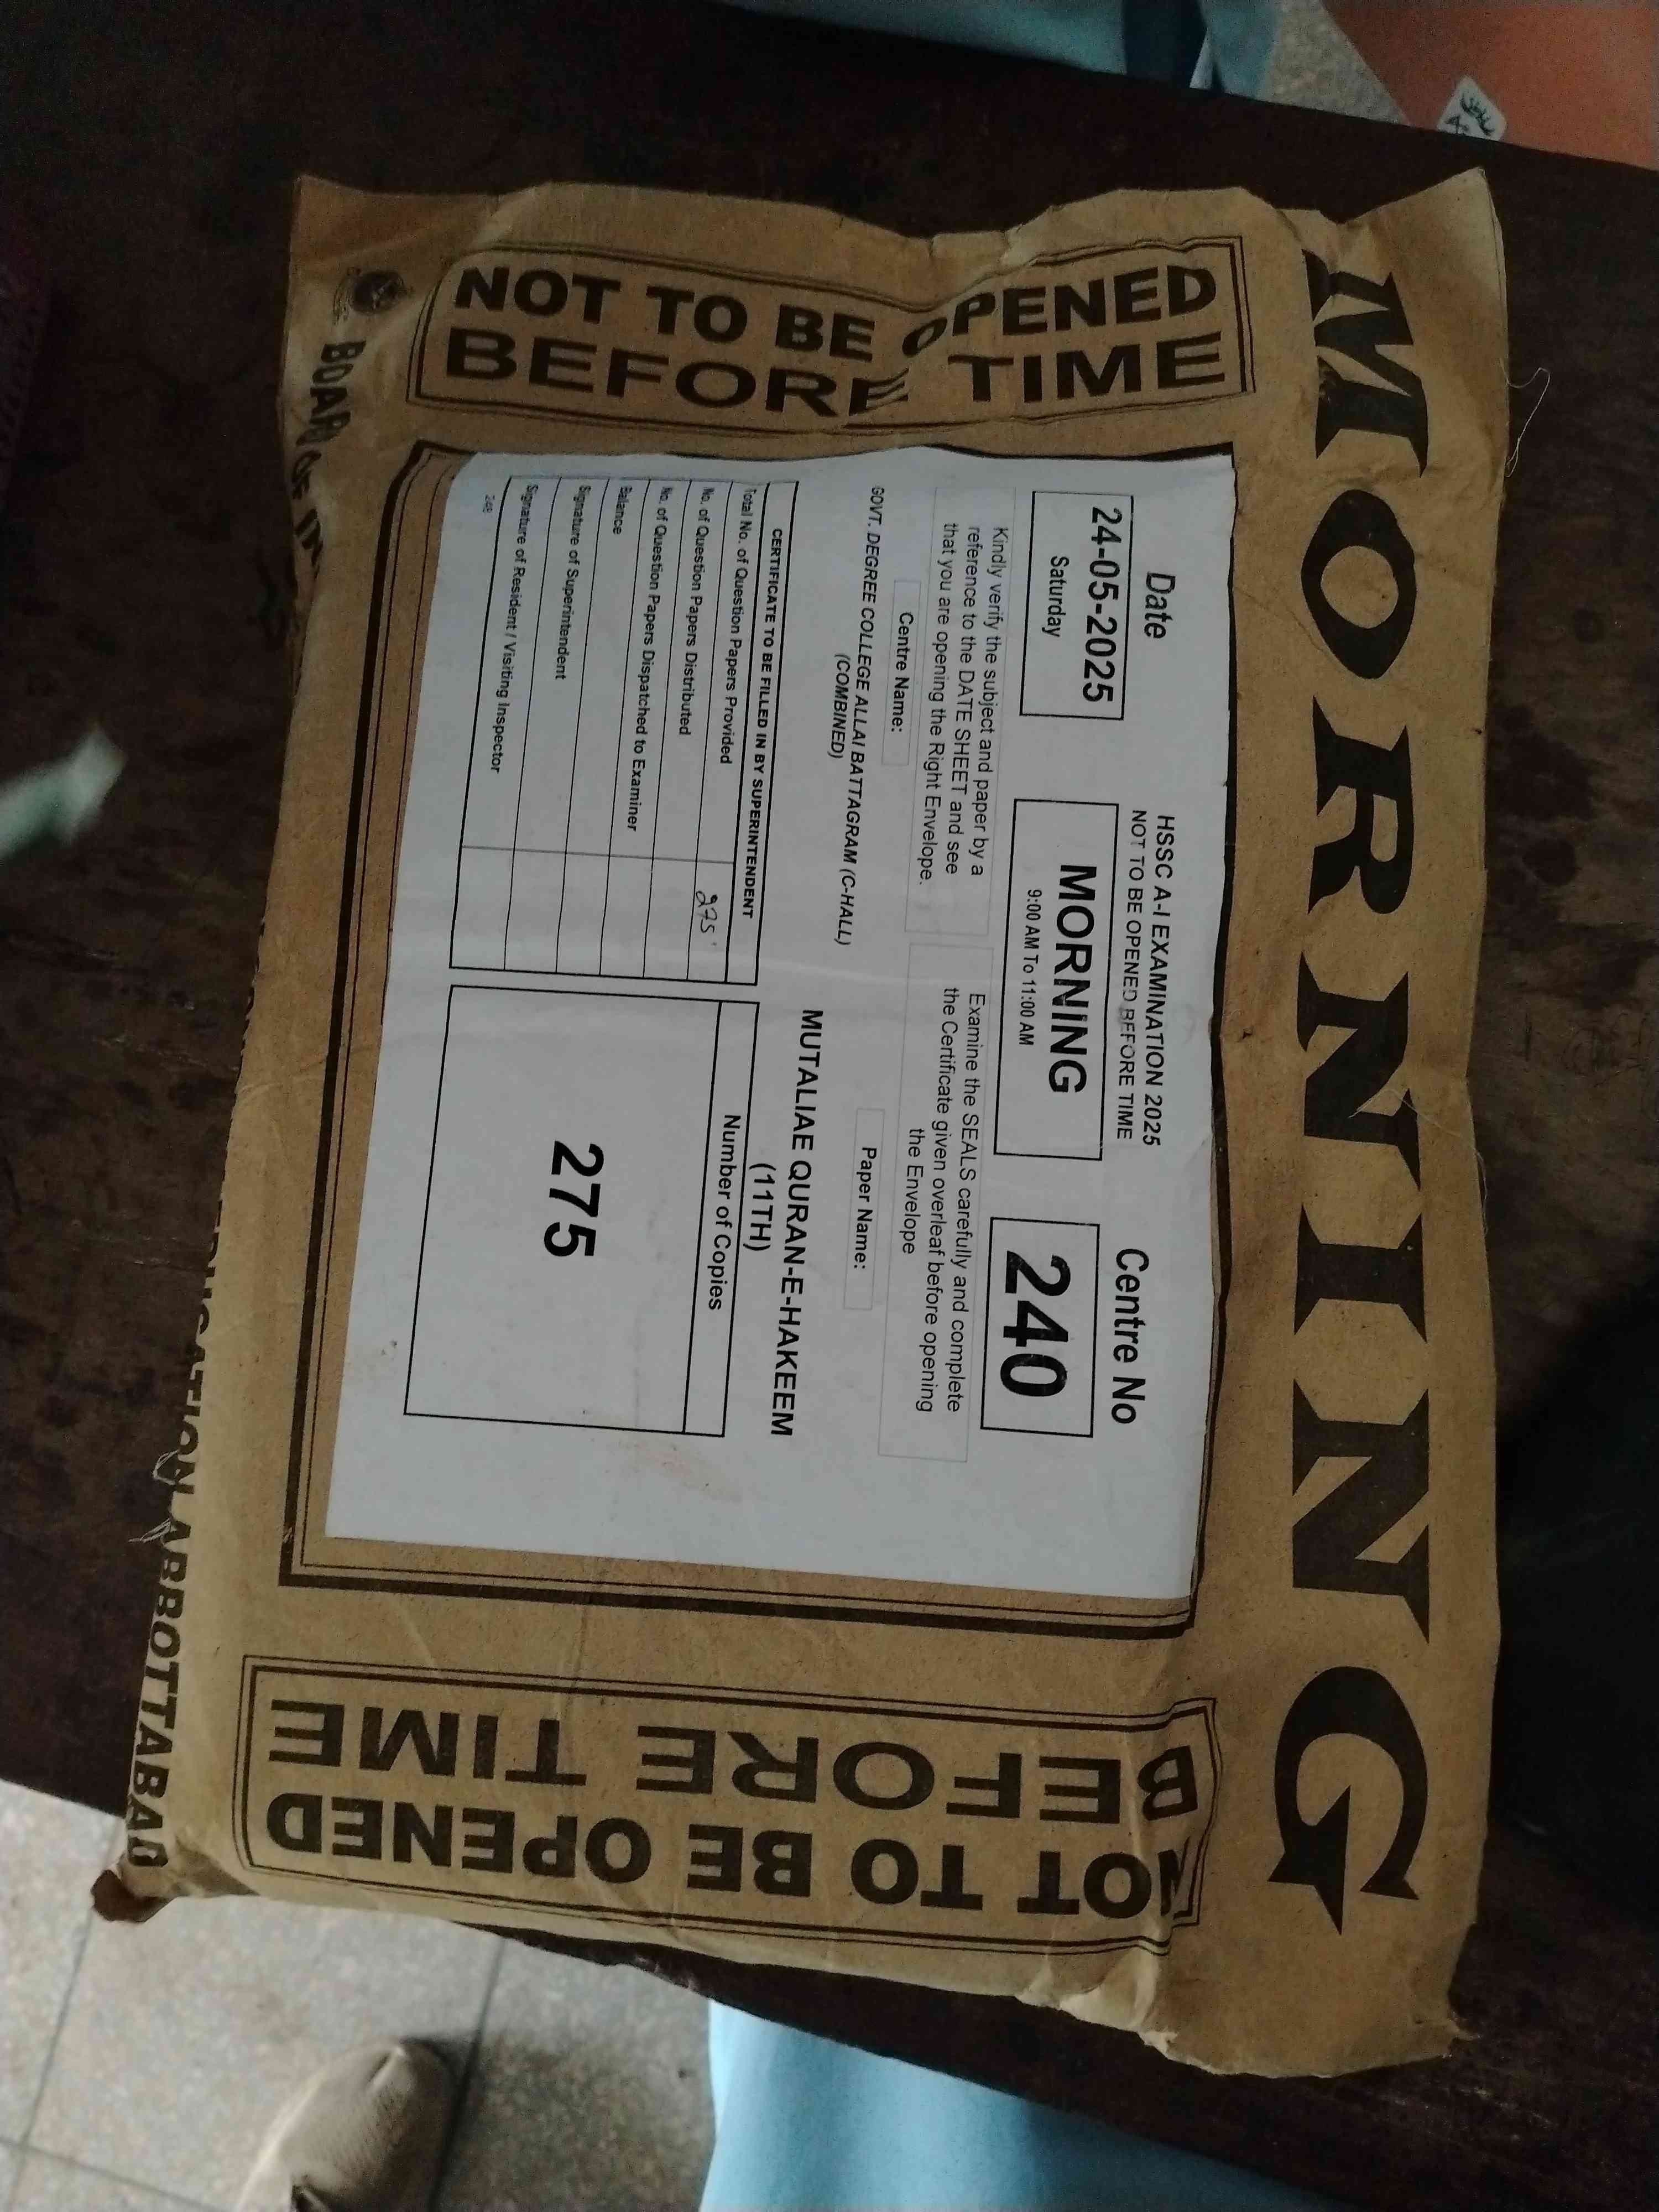 MORNING
NOT TO BE OPENED
BEFORE TIME
Date
24-05-2025
Saturday
HSSC A-I EXAMINATION 2025
NOT TO BE OPENED BEFORE TIME
MORNING
9:00 AM To 11:00 AM
Centre No
240
Kindly verify the subject and paper by a
reference to the DATE SHEET and see
that you are opening the Right Envelope.
Examine the SEALS carefully and complete
the Certificate given overleaf before opening
the Envelope
Centre Name:
GOVT. DEGREE COLLEGE ALLAI BATTAGRAM (C-HALL)
(COMBINED)
Paper Name:
MUTALIAE QURAN-E-HAKEEM
(11TH)
CERTIFICATE TO BE FILLED IN BY SUPERINTENDENT
Total No. of Question Papers Provided
No. of Question Papers Distributed 275
No. of Question Papers Dispatched to Examiner
Balance
Signature of Superintendent
Signature of Resident / Visiting Inspector
249
Number of Copies
275
NOT TO BE OPENED
BEFORE TIME
BOARD OF ABBOTTABAD